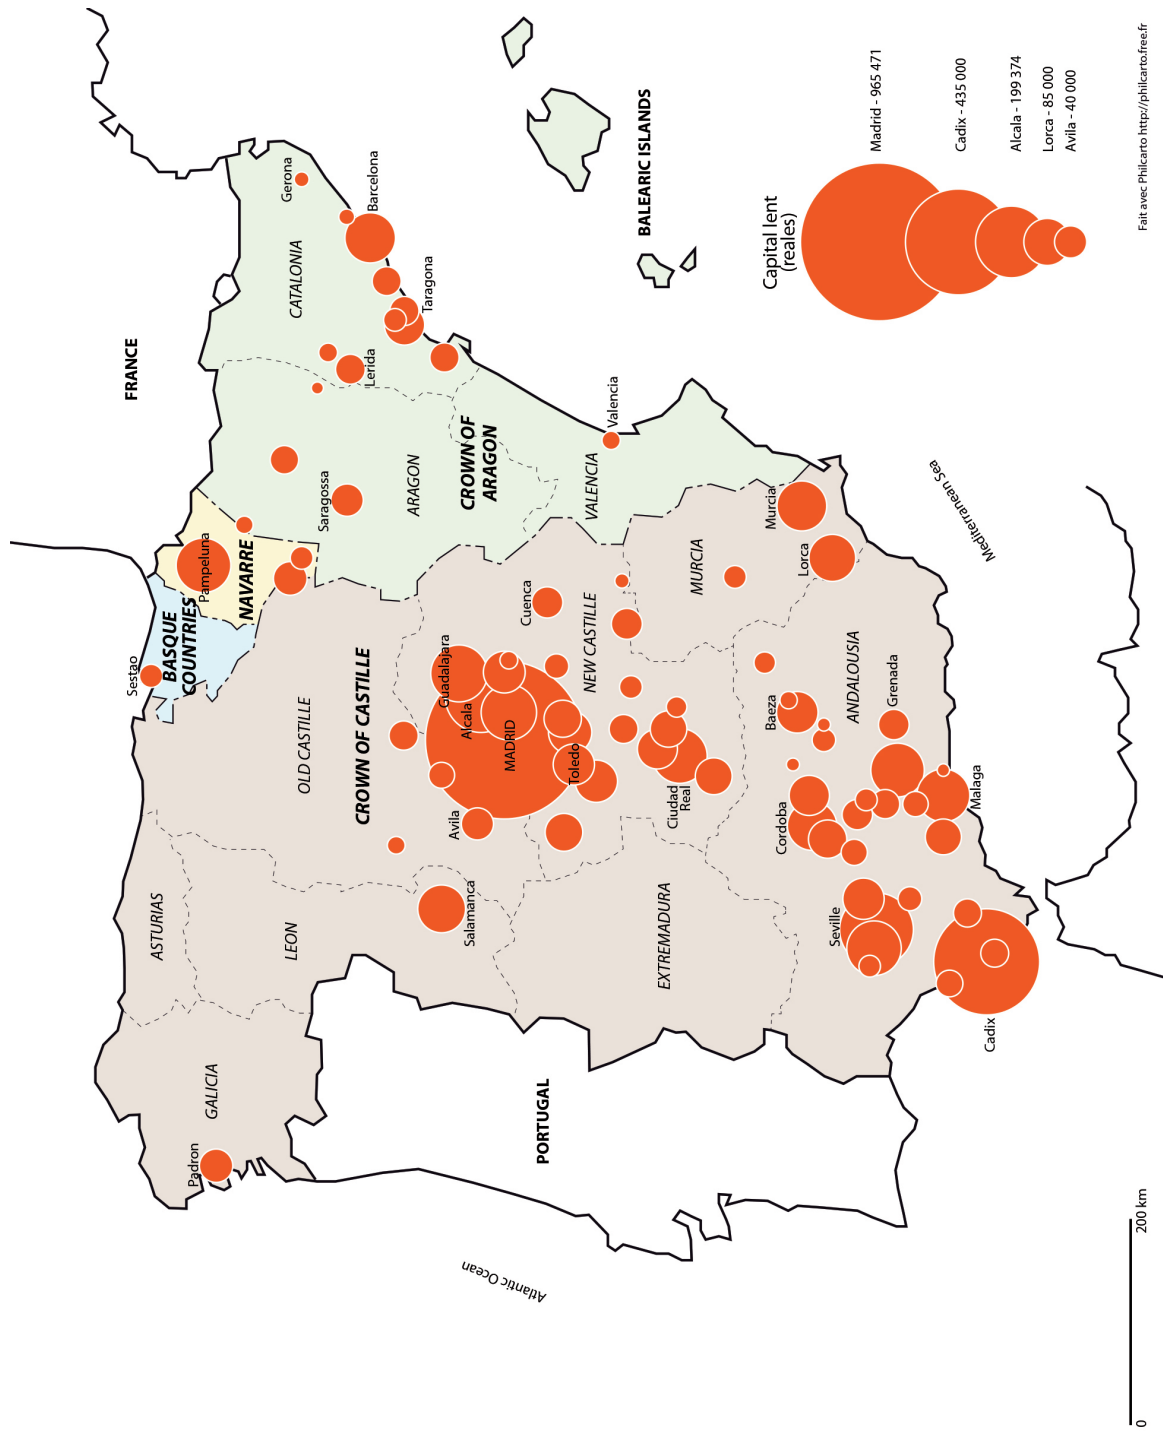 FRANCE
Gerona
CATALONIA
Barcelona
Taragona
Lerida
BALEARIC ISLANDS
Sestao
BASQUE
COUNTRIES
Pampeluna
NAVARRE
Saragossa
ARAGON
CROWN OF
ARAGON
VALENCIA
Valencia
ASTURIAS
GALICIA
Padron
LEON
OLD CASTILLE
CROWN OF CASTILLE
Salamanca
Avila
Guadalajara
Alcala
MADRID
Toledo
Cuenca
NEW CASTILLE
Ciudad
Real
EXTREMADURA
PORTUGAL
MURCIA
Murcia
Lorca
ANDALOUSIA
Baeza
Grenada
Cordoba
Malaga
Seville
Cadix
Atlantic Ocean
Mediterranean Sea
Capital lent
(reales)
Madrid - 965 471
Cadix - 435 000
Alcala - 199 374
Lorca - 85 000
Avila - 40 000
0
200 km
Fait avec Philcarto http://philcarto.free.fr